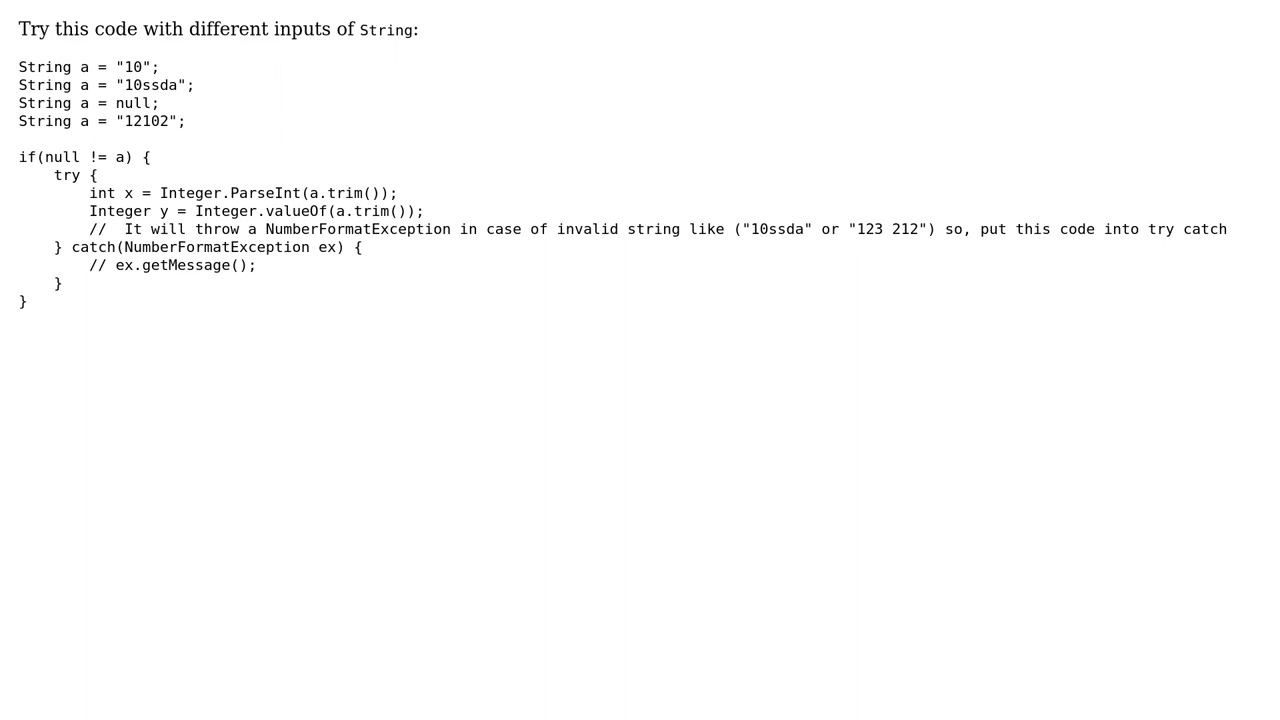 Try this code with different inputs of String:
String a = "10";
String a = "10ssda";
String a = null;
String a = "12102";
if(null != a) {
    try {
        int x = Integer.ParseInt(a.trim());
        Integer y = Integer.valueOf(a.trim());
        //  It will throw a NumberFormatException in case of invalid string like ("10ssda" or "123 212") so, put this code into try catch
    } catch(NumberFormatException ex) {
        // ex.getMessage();
    }
}